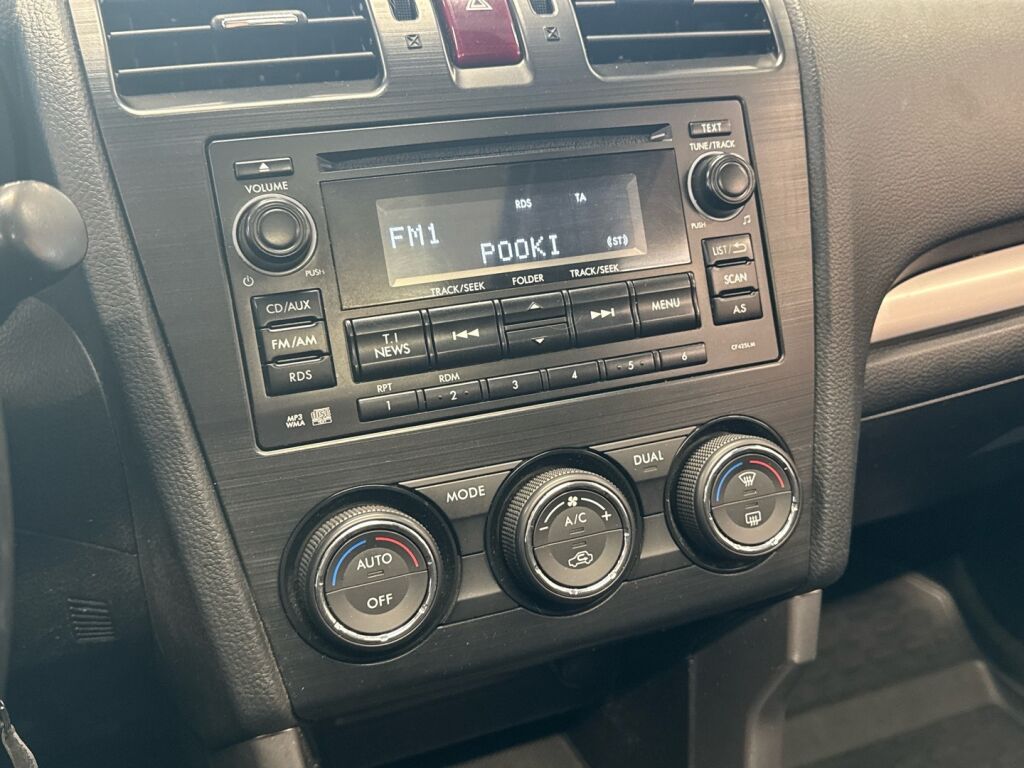 TEXT
TUNE/TRACK
VOLUME
RDS TA
FM1
POOKI (ST)
PUSH
PUSH
TRACK/SEEK FOLDER TRACK/SEEK
LIST/
SCAN
AS
CD/AUX
FM/AM
RDS
T.I
NEWS
MENU
CF425LM
RPT RDM
1 2 3 4 5 6
MP3
WMA
MODE
DUAL
AUTO
OFF
- A/C +